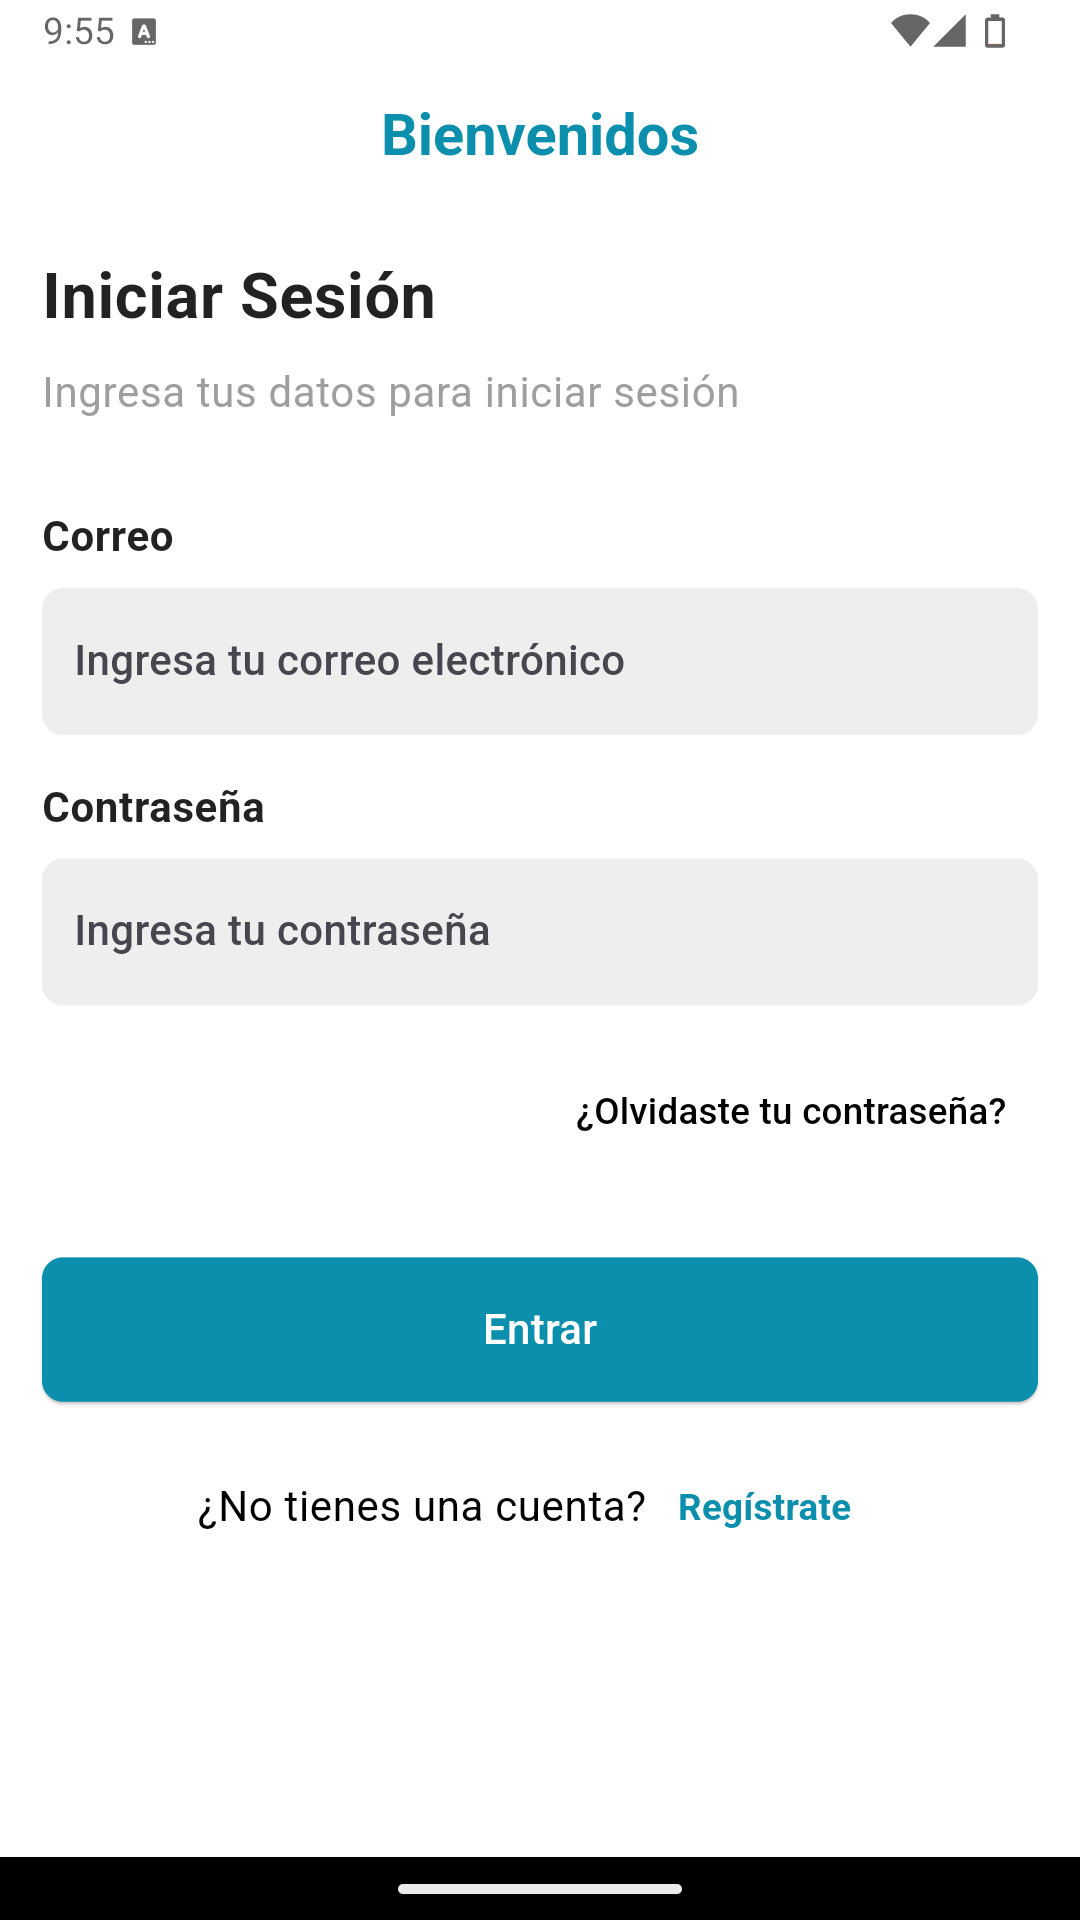 9:55
Bienvenidos
Iniciar Sesión
Ingresa tus datos para iniciar sesión
Correo
Ingresa tu correo electrónico
Contraseña
Ingresa tu contraseña
¿Olvidaste tu contraseña?
Entrar
¿No tienes una cuenta? Regístrate